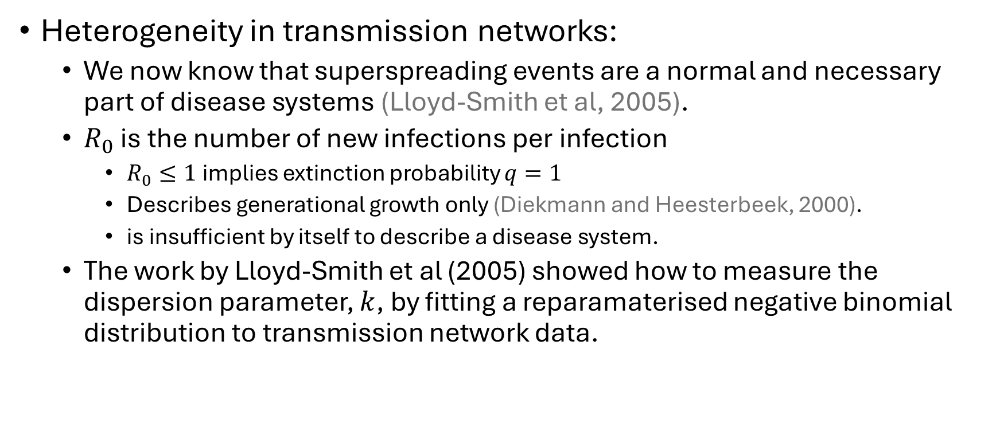 • Heterogeneity in transmission networks:
• We now know that superspreading events are a normal and necessary
part of disease systems (Lloyd-Smith et al, 2005).
• R₀ is the number of new infections per infection
• R₀ ≤ 1 implies extinction probability q = 1
• Describes generational growth only (Diekmann and Heesterbeek, 2000).
• is insufficient by itself to describe a disease system.
• The work by Lloyd-Smith et al (2005) showed how to measure the
dispersion parameter, k, by fitting a reparamaterised negative binomial
distribution to transmission network data.